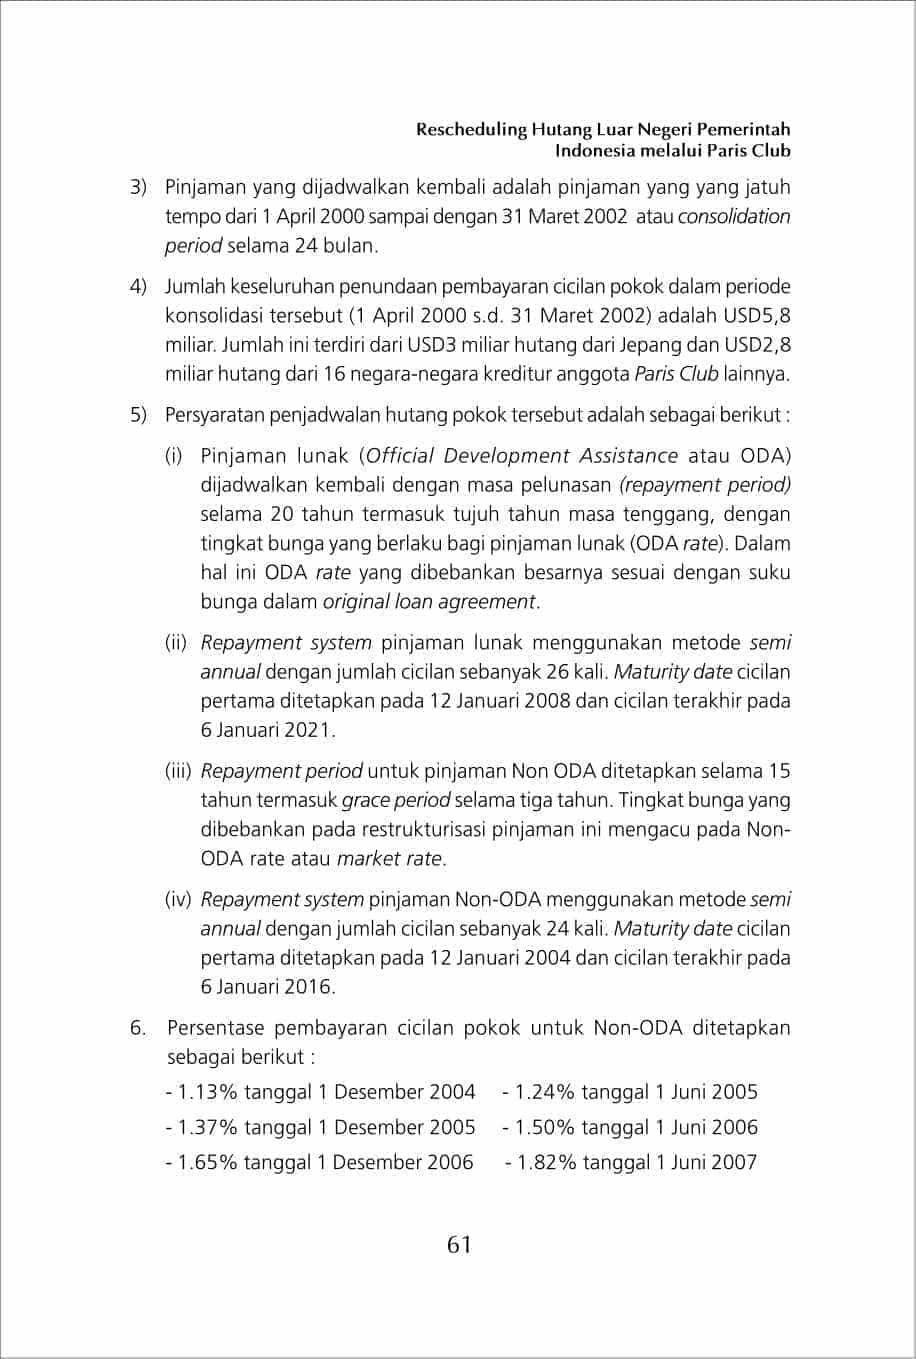 Rescheduling Hutang Luar Negeri Pemerintah
Indonesia melalui Paris Club
3) Pinjaman yang dijadwalkan kembali adalah pinjaman yang yang jatuh
tempo dari 1 April 2000 sampai dengan 31 Maret 2002 atau consolidation
period selama 24 bulan.
4) Jumlah keseluruhan penundaan pembayaran cicilan pokok dalam periode
konsolidasi tersebut (1 April 2000 s.d. 31 Maret 2002) adalah USD5,8
miliar. Jumlah ini terdiri dari USD3 miliar hutang dari Jepang dan USD2,8
miliar hutang dari 16 negara-negara kreditur anggota Paris Club lainnya.
5) Persyaratan penjadwalan hutang pokok tersebut adalah sebagai berikut :
(i) Pinjaman lunak (Official Development Assistance atau ODA)
dijadwalkan kembali dengan masa pelunasan (repayment period)
selama 20 tahun termasuk tujuh tahun masa tenggang, dengan
tingkat bunga yang berlaku bagi pinjaman lunak (ODA rate). Dalam
hal ini ODA rate yang dibebankan besarnya sesuai dengan suku
bunga dalam original loan agreement.
(ii) Repayment system pinjaman lunak menggunakan metode semi
annual dengan jumlah cicilan sebanyak 26 kali. Maturity date cicilan
pertama ditetapkan pada 12 Januari 2008 dan cicilan terakhir pada
6 Januari 2021.
(iii) Repayment period untuk pinjaman Non ODA ditetapkan selama 15
tahun termasuk grace period selama tiga tahun. Tingkat bunga yang
dibebankan pada restrukturisasi pinjaman ini mengacu pada Non-
ODA rate atau market rate.
(iv) Repayment system pinjaman Non-ODA menggunakan metode semi
annual dengan jumlah cicilan sebanyak 24 kali. Maturity date cicilan
pertama ditetapkan pada 12 Januari 2004 dan cicilan terakhir pada
6 Januari 2016.
6. Persentase pembayaran cicilan pokok untuk Non-ODA ditetapkan
sebagai berikut :
- 1.13% tanggal 1 Desember 2004 - 1.24% tanggal 1 Juni 2005
- 1.37% tanggal 1 Desember 2005 - 1.50% tanggal 1 Juni 2006
- 1.65% tanggal 1 Desember 2006 - 1.82% tanggal 1 Juni 2007
61